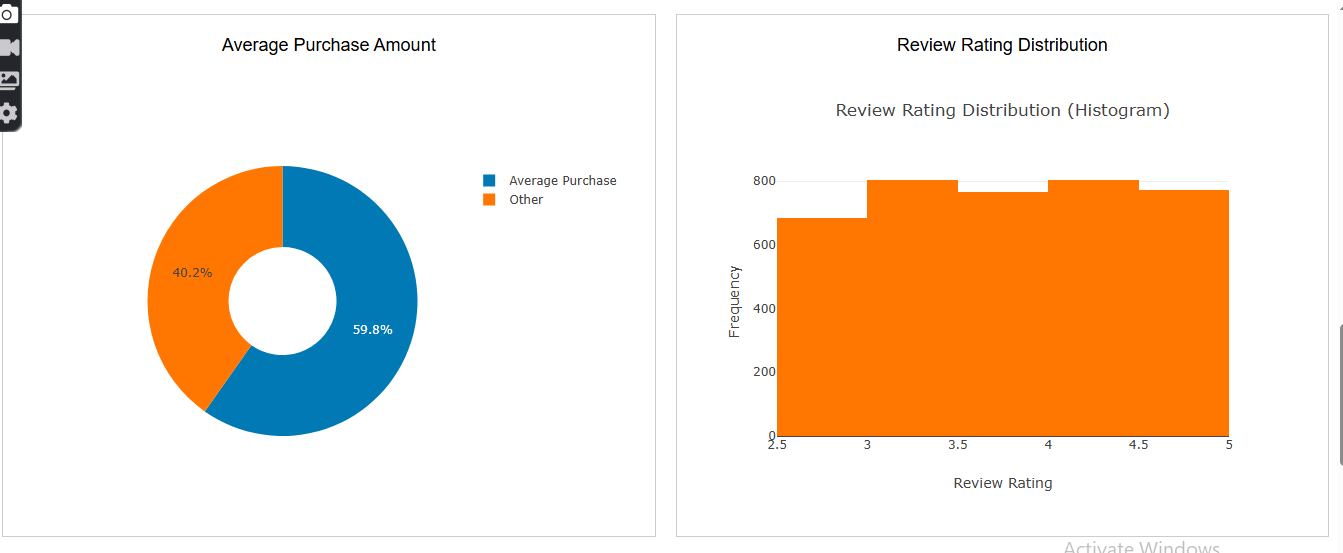 Average Purchase Amount
Average Purchase
Other
40.2%
59.8%
Review Rating Distribution
Review Rating Distribution (Histogram)
800
600
400
200
0
Frequency
2.5
3
3.5
4
4.5
5
Review Rating
Activate Windows